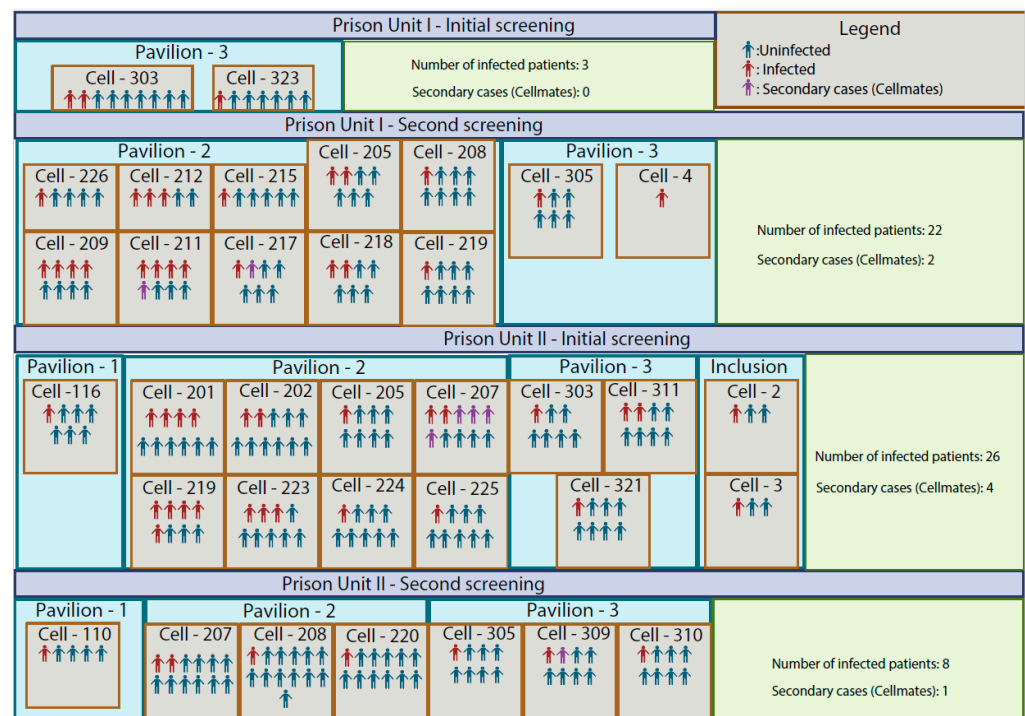 Prison Unit I - Initial screening
Legend
:Uninfected
: Infected
: Secondary cases (Cellmates)
Pavilion - 3
Cell - 303
Cell - 323
Number of infected patients: 3
Secondary cases (Cellmates): 0
Prison Unit I - Second screening
Pavilion - 2
Cell - 205
Cell - 208
Pavilion - 3
Cell - 226
Cell - 212
Cell - 215
Cell - 305
Cell - 4
Cell - 209
Cell - 211
Cell - 217
Cell - 218
Cell - 219
Number of infected patients: 22
Secondary cases (Cellmates): 2
Prison Unit II - Initial screening
Pavilion - 1
Pavilion - 2
Pavilion - 3
Inclusion
Cell -116
Cell -201
Cell -202
Cell -205
Cell -207
Cell -303
Cell -311
Cell - 2
Cell -219
Cell -223
Cell - 224
Cell - 225
Cell - 321
Cell - 3
Number of infected patients: 26
Secondary cases (Cellmates): 4
Prison Unit II - Second screening
Pavilion - 1
Pavilion - 2
Pavilion - 3
Cell - 110
Cell - 207
Cell - 208
Cell - 220
Cell - 305
Cell - 309
Cell - 310
Number of infected patients: 8
Secondary cases (Cellmates): 1